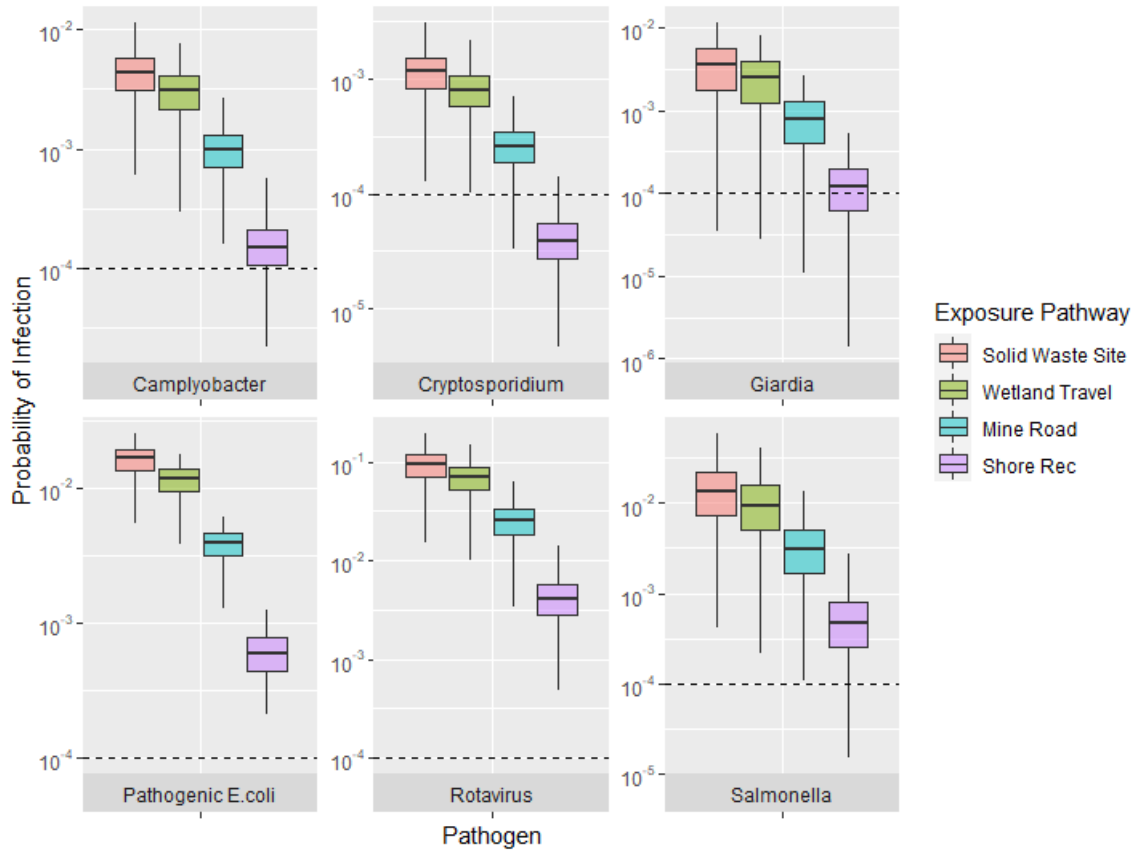 Probability of Infection
10⁻²
10⁻³
10⁻⁴
Camplyobacter
10⁻³
10⁻⁴
10⁻⁵
Cryptosporidium
10⁻²
10⁻³
10⁻⁴
10⁻⁵
10⁻⁶
Giardia
10⁻²
10⁻³
10⁻⁴
Pathogenic E.coli
10⁻¹
10⁻²
10⁻³
10⁻⁴
Rotavirus
10⁻²
10⁻³
10⁻⁴
10⁻⁵
Salmonella
Pathogen
Exposure Pathway
Solid Waste Site
Wetland Travel
Mine Road
Shore Rec